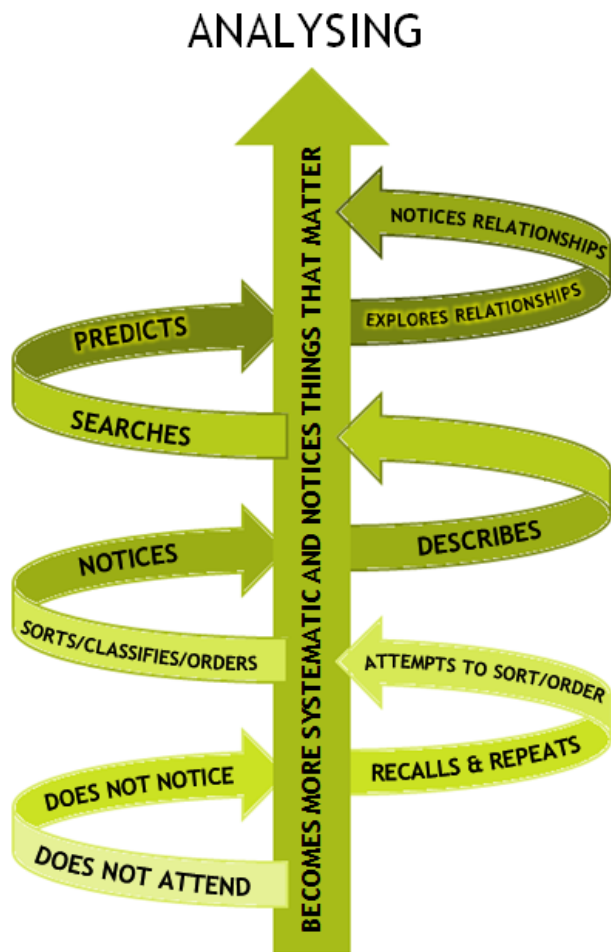 ANALYSING
BECOMES MORE SYSTEMATIC AND NOTICES THINGS THAT MATTER
NOTICES RELATIONSHIPS
EXPLORES RELATIONSHIPS
PREDICTS
SEARCHES
DESCRIBES
NOTICES
SORTS/CLASSIFIES/ORDERS
ATTEMPTS TO SORT/ORDER
RECALLS & REPEATS
DOES NOT NOTICE
DOES NOT ATTEND